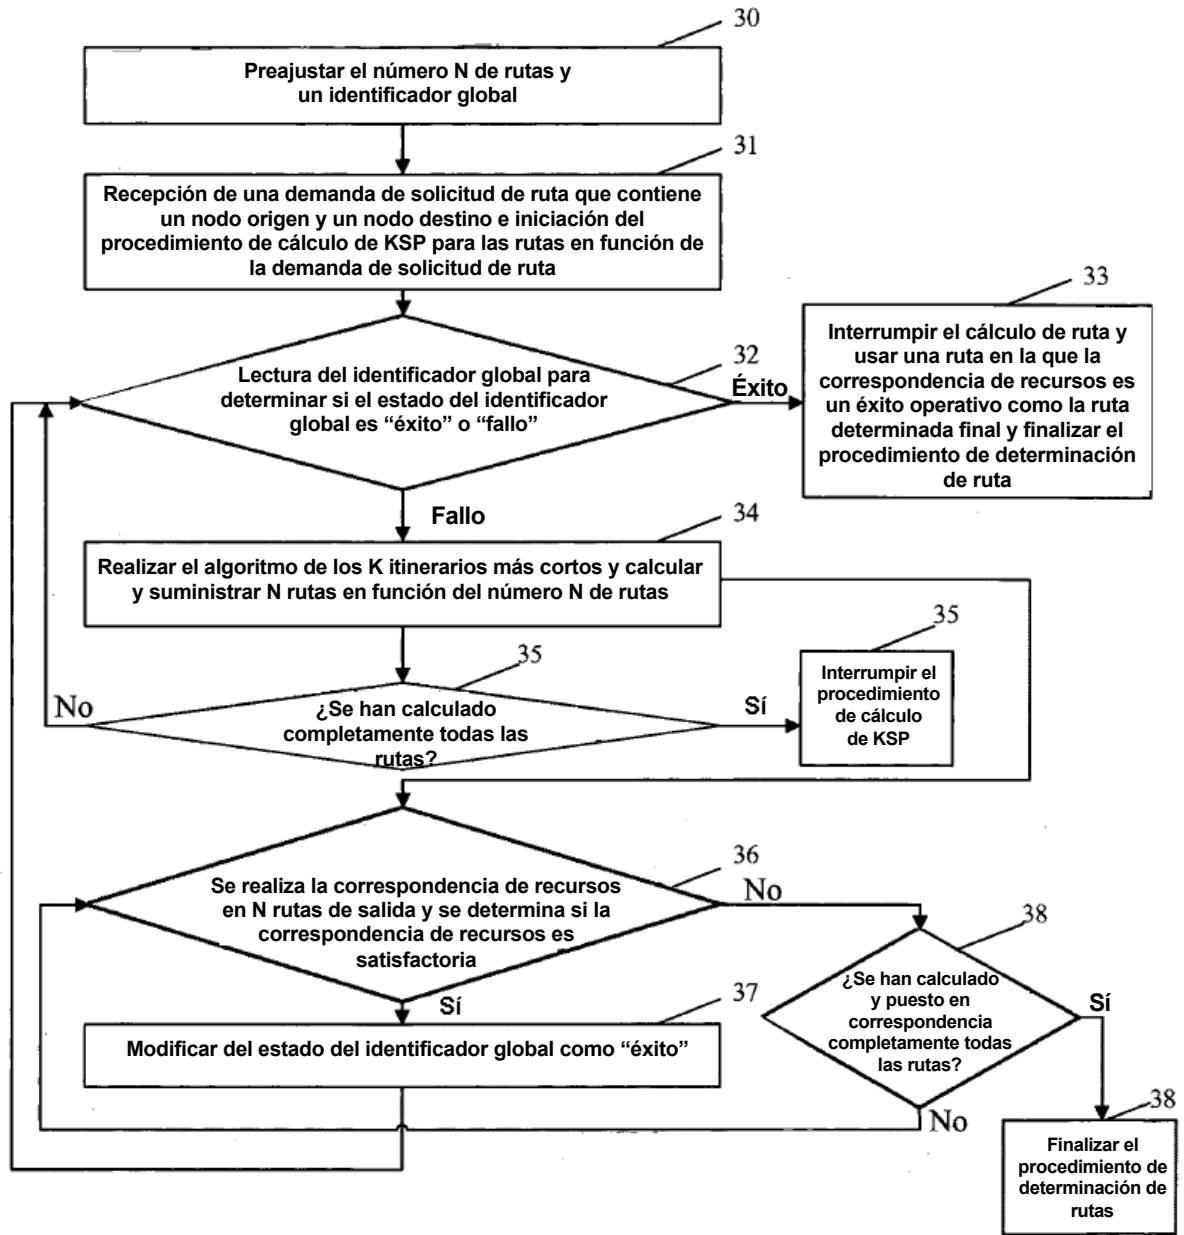 30
Preajustar el número N de rutas y
un identificador global
31
Recepción de una demanda de solicitud de ruta que contiene
un nodo origen y un nodo destino e iniciación del
procedimiento de cálculo de KSP para las rutas en función de
la demanda de solicitud de ruta
32
Lectura del identificador global para
determinar si el estado del identificador
global es “éxito” o “fallo”
Éxito
33
Interrumpir el cálculo de ruta y
usar una ruta en la que la
correspondencia de recursos es
un éxito operativo como la ruta
determinada final y finalizar el
procedimiento de determinación
de ruta
Fallo
34
Realizar el algoritmo de los K itinerarios más cortos y calcular
y suministrar N rutas en función del número N de rutas
35
No
¿Se han calculado
completamente todas las
rutas?
Sí
35
Interrumpir el
procedimiento
de cálculo
de KSP
36
Se realiza la correspondencia de recursos
en N rutas de salida y se determina si la
correspondencia de recursos es
satisfactoria
No
Sí
37
Modificar del estado del identificador global como “éxito”
38
¿Se han calculado
y puesto en
correspondencia
completamente todas
las rutas?
Sí
No
38
Finalizar el
procedimiento de
determinación de
rutas